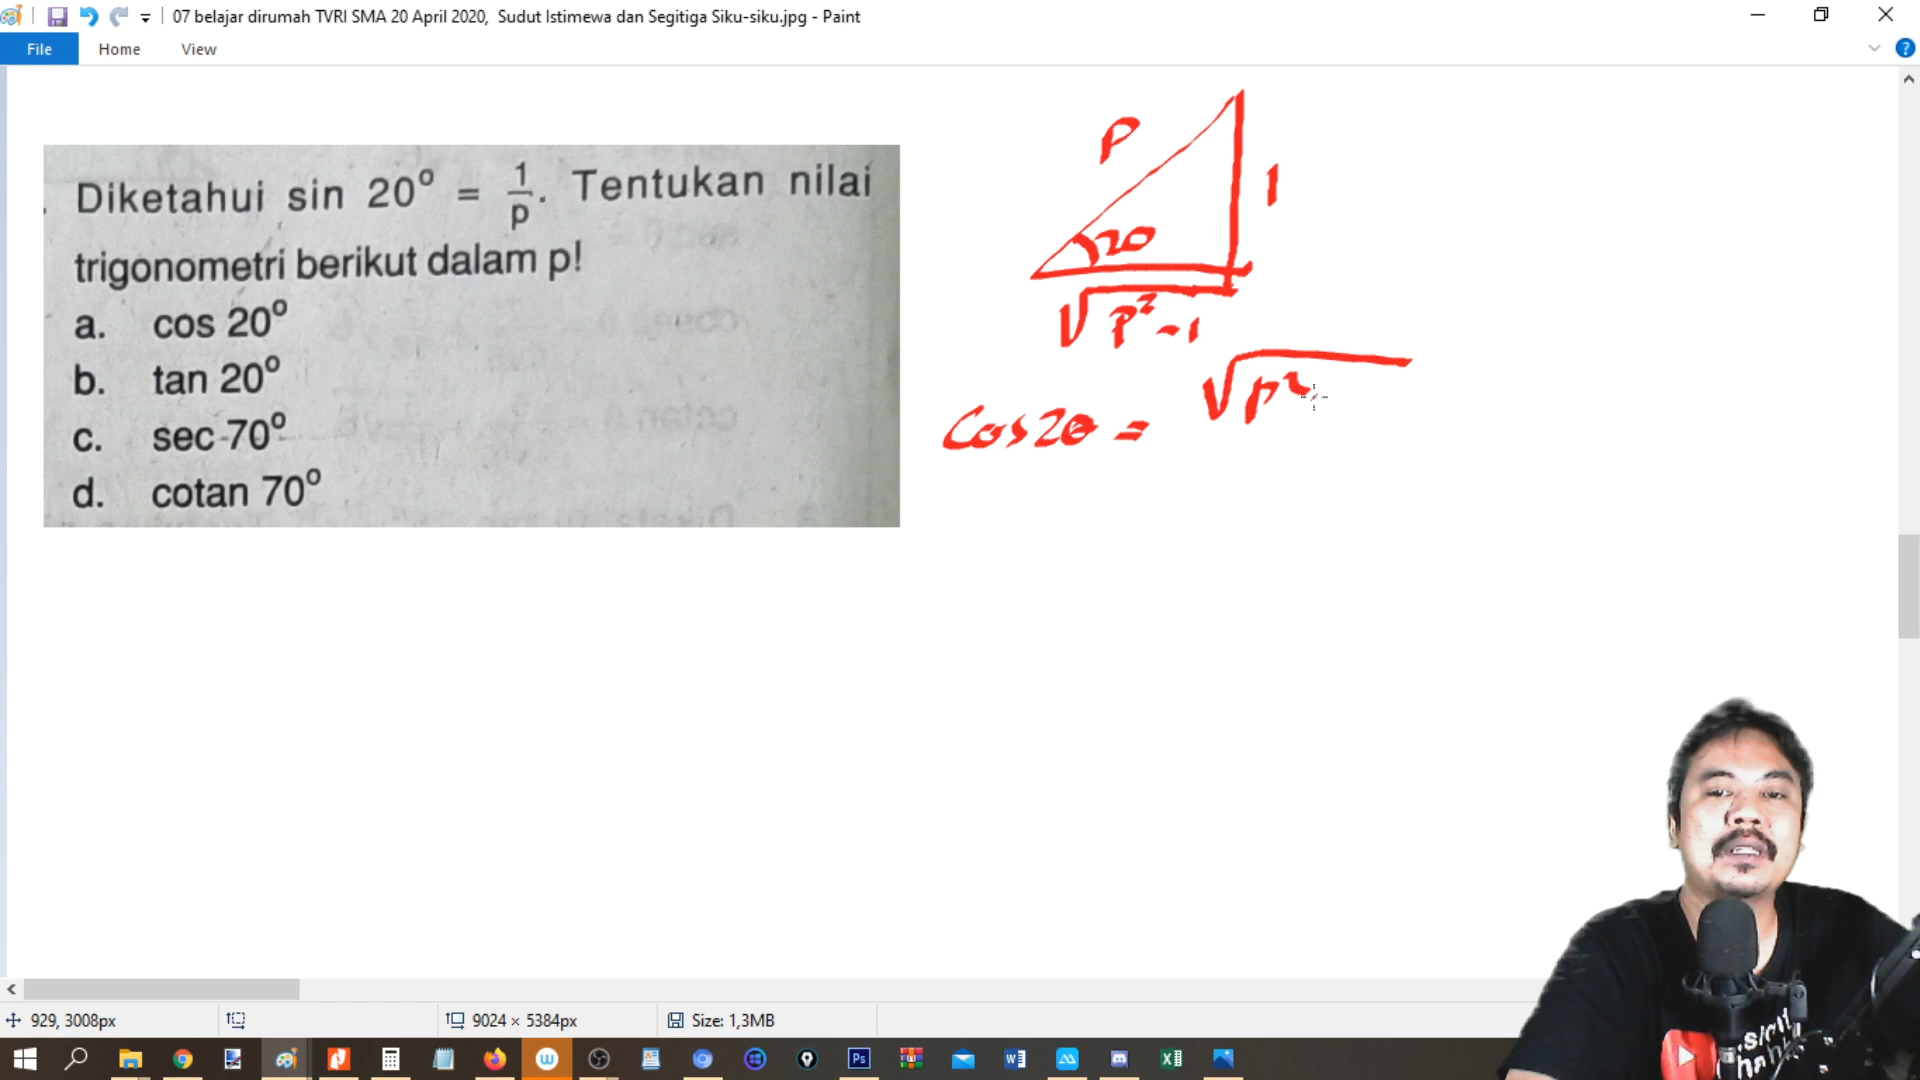 07 belajar dirumah TVRI SMA 20 April 2020, Sudut Istimewa dan Segitiga Siku-siku.jpg - Paint
File Home View
Diketahui sin 20° = 1/p. Tentukan nilai
trigonometri berikut dalam p!
a. cos 20°
b. tan 20°
c. sec 70°
d. cotan 70°
P
1
20
√P²-1
Cos 20 = √P²
929, 3008px
9024 × 5384px
Size: 1,3MB